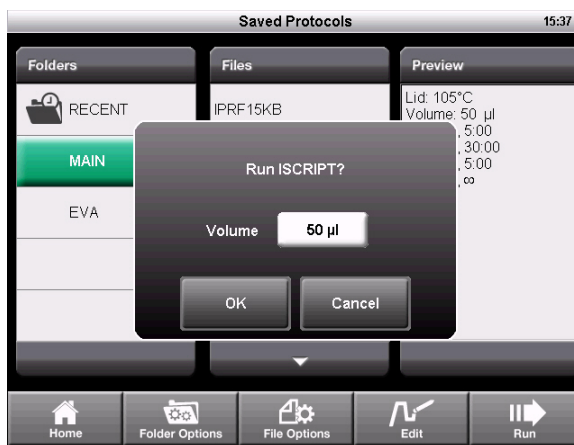 Saved Protocols
15:37
Folders
Files
Preview
RECENT
MAIN
EVA
IPRF15KB
Lid: 105°C
Volume: 50 µl
, 5:00
, 30:00
, 5:00
, ∞
Run ISCRIPT?
Volume
50 µl
OK
Cancel
Home
Folder Options
File Options
Edit
Run